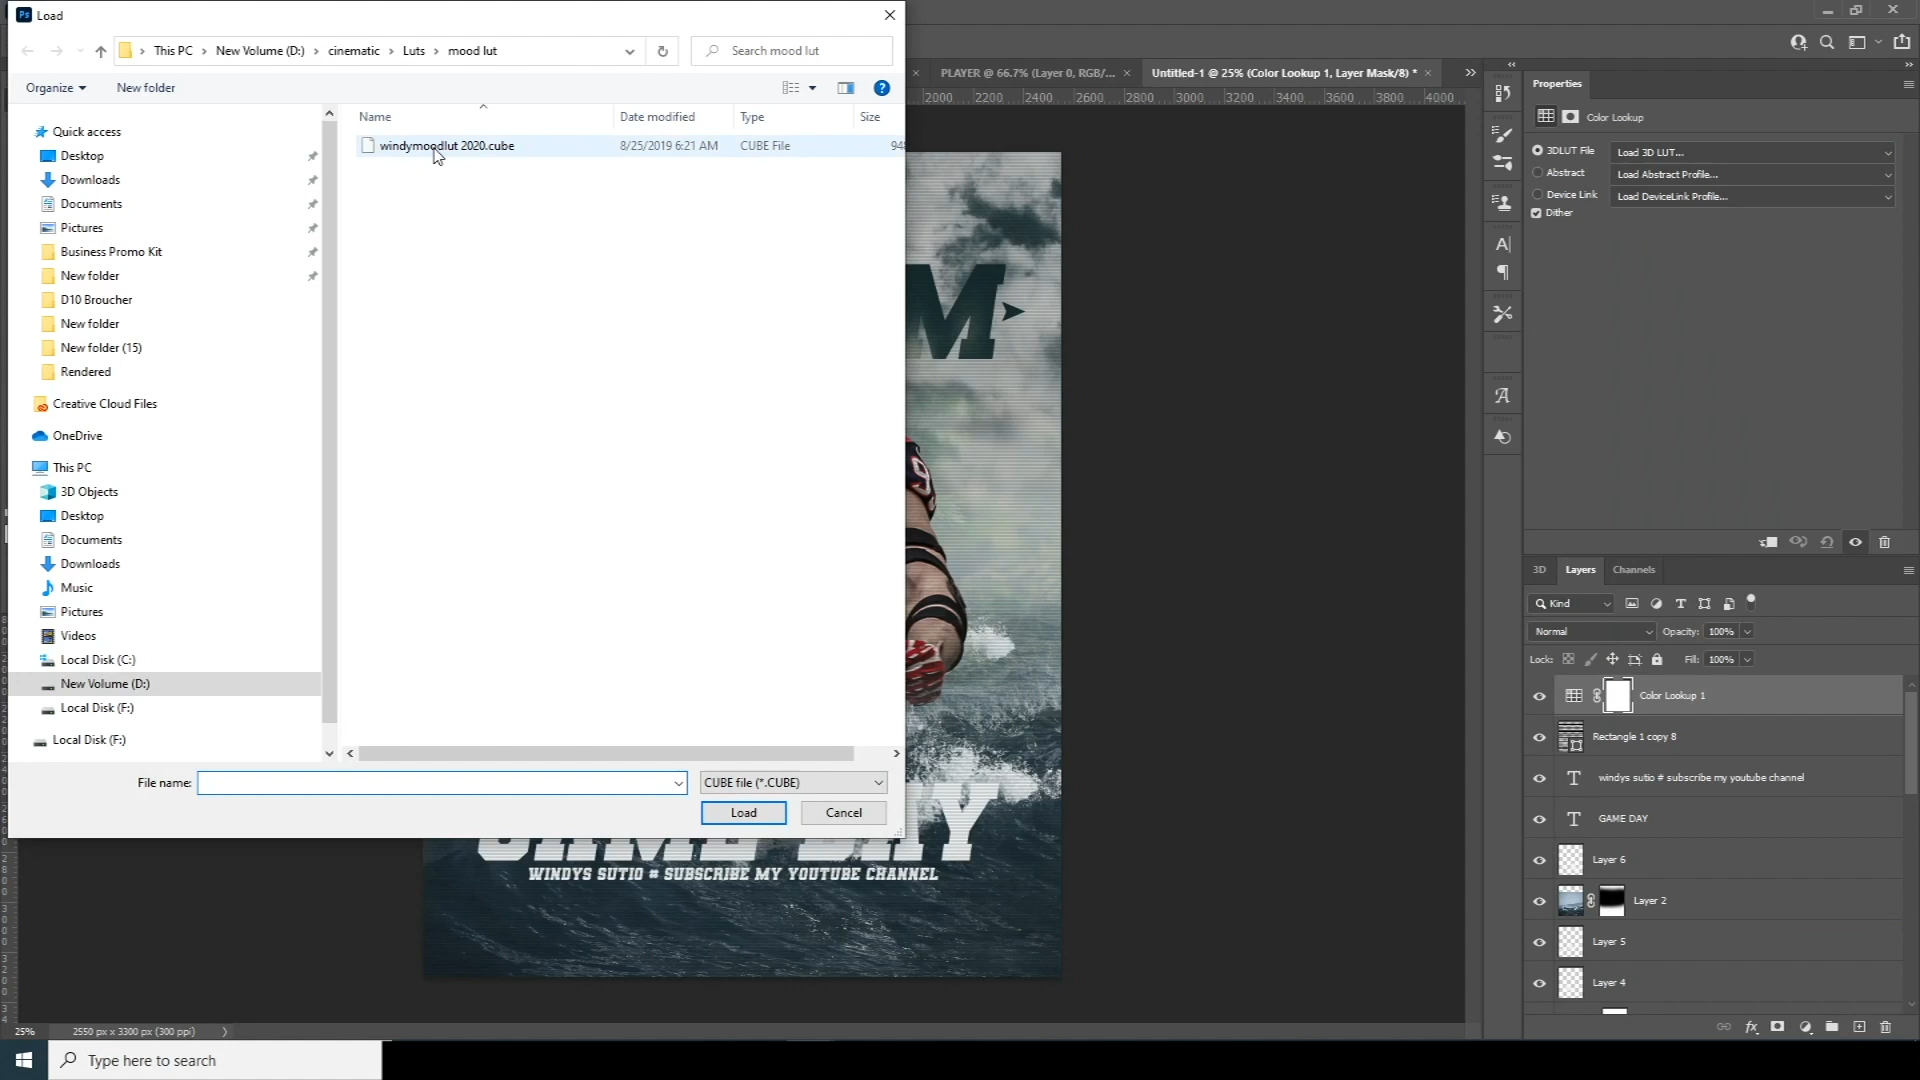 Ps Load
This PC > New Volume (D:) > cinematic > Luts > mood lut
Search mood lut
Organize
New folder
Name
Date modified
Type
Size
windymoodlut 2020.cube
8/25/2019 6:21 AM
CUBE File
Quick access
Desktop
Downloads
Documents
Pictures
Business Promo Kit
New folder
D10 Broucher
New folder
New folder (15)
Rendered
Creative Cloud Files
OneDrive
This PC
3D Objects
Desktop
Documents
Downloads
Music
Pictures
Videos
Local Disk (C:)
New Volume (D:)
Local Disk (F:)
Local Disk (F:)
File name:
CUBE file (*.CUBE)
Load
Cancel
PLAYER @ 66.7% (Layer 0, RGB/...
Untitled-1 @ 25% (Color Lookup 1, Layer Mask/8) *
2000 2200 2400 2600 2800 3000 3200 3400 3600 3800 4000
M
9
GAME DAY
WINDYS SUTIO # SUBSCRIBE MY YOUTUBE CHANNEL
Properties
Color Lookup
3DLUT File
Load 3D LUT...
Abstract
Load Abstract Profile...
Device Link
Load DeviceLink Profile...
Dither
3D
Layers
Channels
Kind
Normal
Opacity: 100%
Lock:
Fill: 100%
Color Lookup 1
Rectangle 1 copy 8
windys sutio # subscribe my youtube channel
GAME DAY
Layer 6
Layer 2
Layer 5
Layer 4
25%
2550 px x 3300 px (300 ppi)
Type here to search